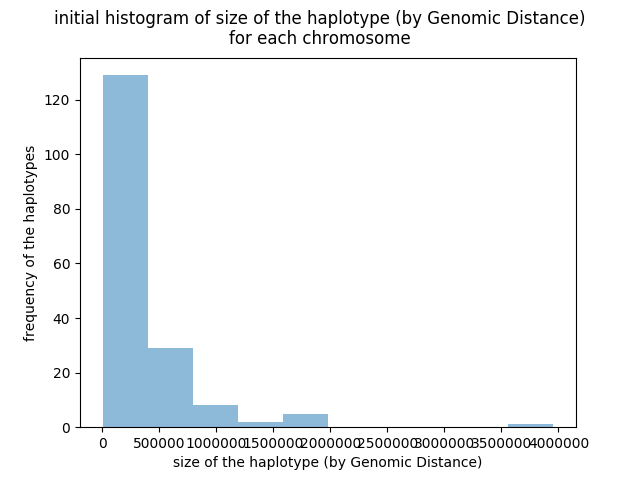 initial histogram of size of the haplotype (by Genomic Distance)
for each chromosome
frequency of the haplotypes
120
100
80
60
40
20
0
0 500000 1000000 1500000 2000000 2500000 3000000 3500000 4000000
size of the haplotype (by Genomic Distance)